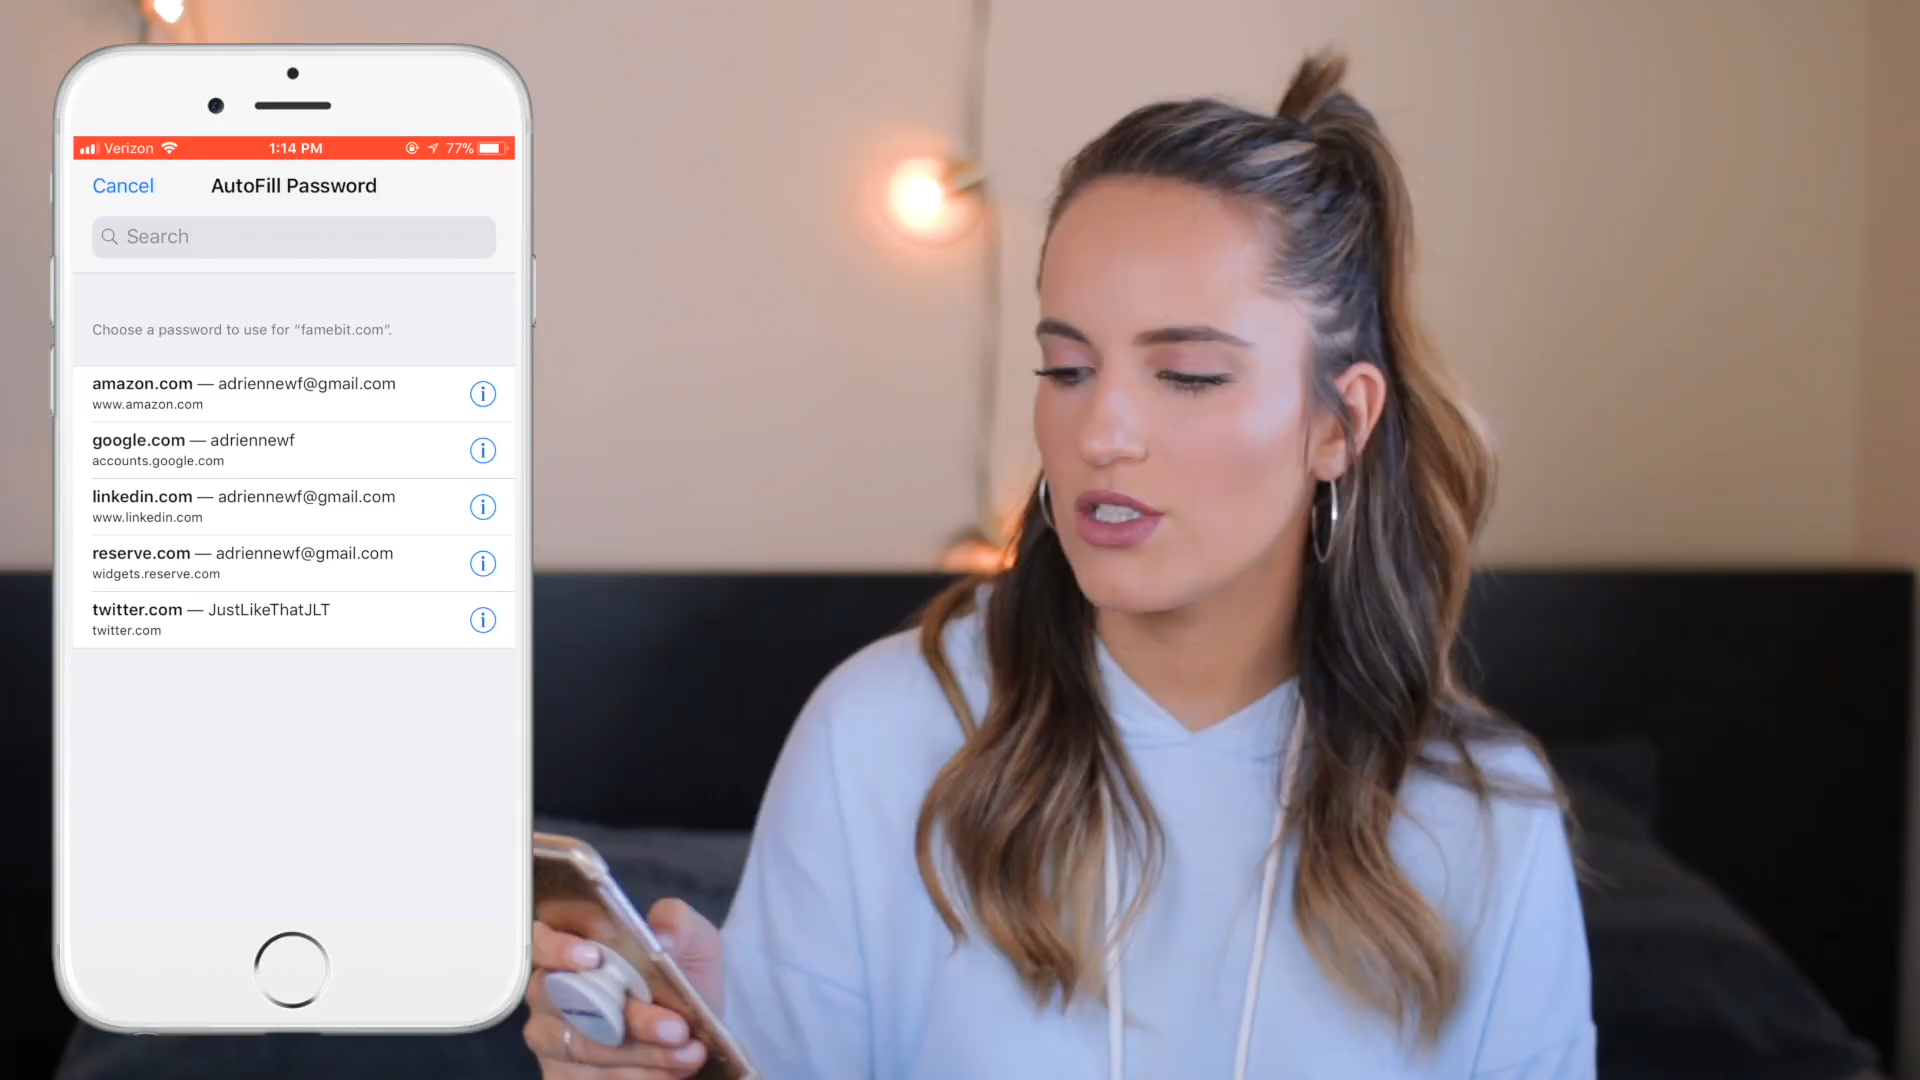 Verizon 1:14 PM 77%
Cancel AutoFill Password
Search
Choose a password to use for “famebit.com”.
amazon.com — adriennewf@gmail.com
www.amazon.com
google.com — adriennewf
accounts.google.com
linkedin.com — adriennewf@gmail.com
www.linkedin.com
reserve.com — adriennewf@gmail.com
widgets.reserve.com
twitter.com — JustLikeThatJLT
twitter.com